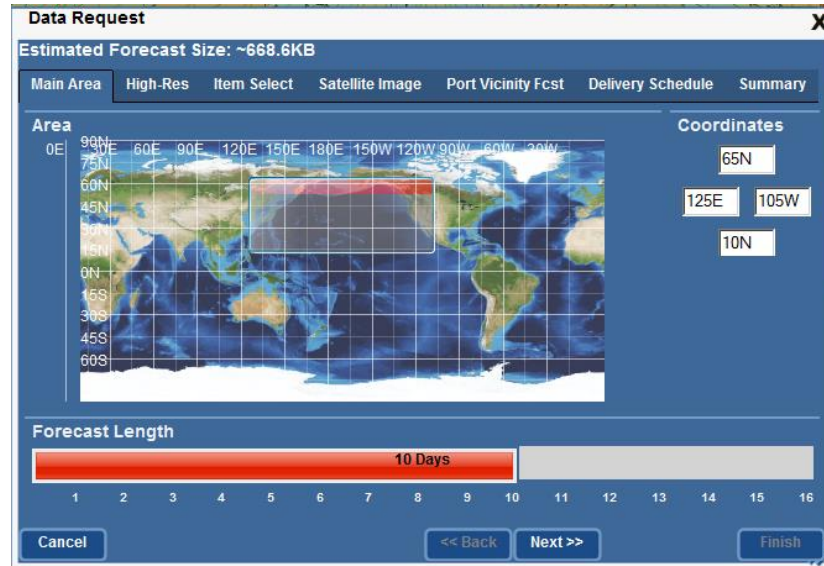 Data Request X
Estimated Forecast Size: ~668.6KB
Main Area High-Res Item Select Satellite Image Port Vicinity Fcst Delivery Schedule Summary
Area
Coordinates
0E 30E 60E 90E 120E 150E 180E 150W 120W 90W 60W 30W
90N
75N
60N
45N
30N
15N
0N
15S
30S
45S
60S
65N
125E 105W
10N
Forecast Length
10 Days
1 2 3 4 5 6 7 8 9 10 11 12 13 14 15 16
Cancel << Back Next >> Finish